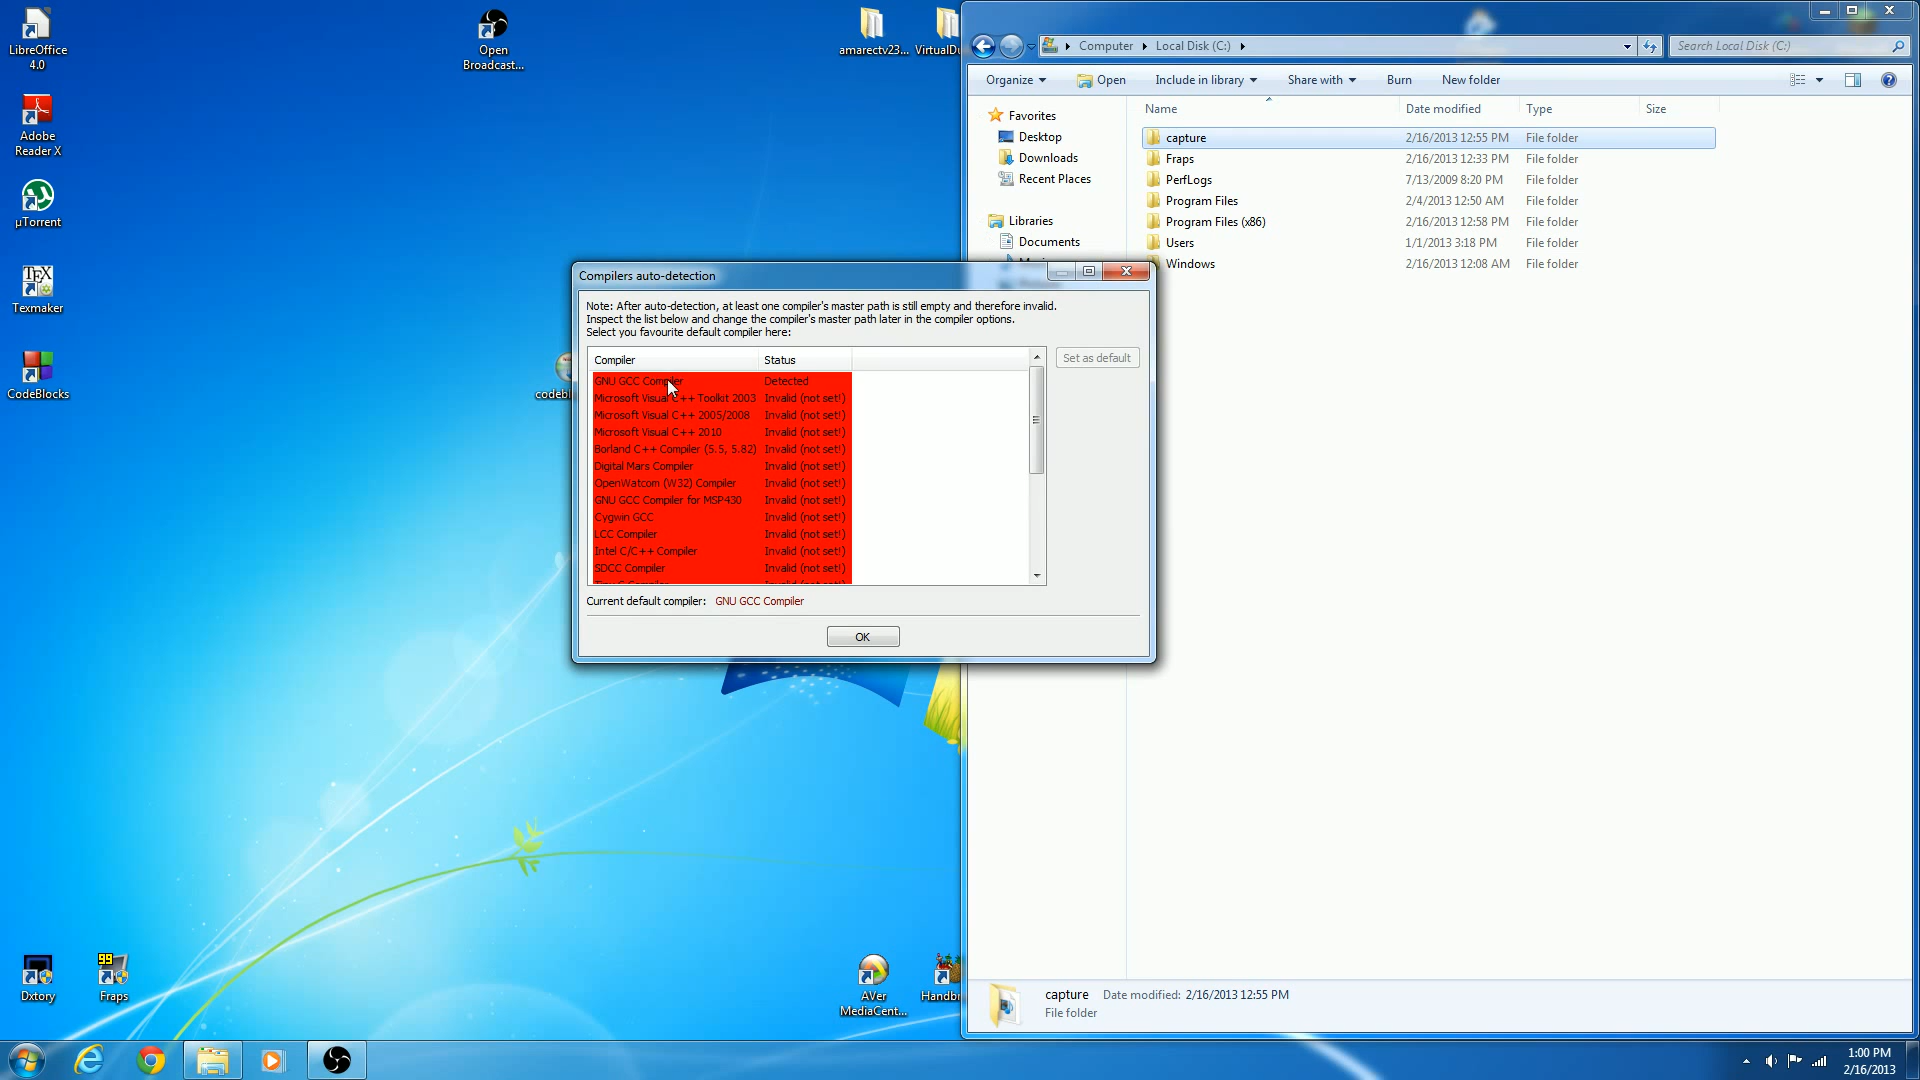 LibreOffice
4.0
Adobe
Reader X
µTorrent
TEX
Texmaker
CodeBlocks
Open
Broadcast...
amarectv23...
Computer
Local Disk (C:)
Search Local Disk (C:)
Organize
Open
Include in library
Share with
Burn
New folder
Name
Date modified
Type
Size
Favorites
Desktop
Downloads
Recent Places
Libraries
Documents
capture 2/16/2013 12:55 PM File folder
Fraps 2/16/2013 12:33 PM File folder
PerfLogs 7/13/2009 8:20 PM File folder
Program Files 2/4/2013 12:50 AM File folder
Program Files (x86) 2/16/2013 12:58 PM File folder
Users 1/1/2013 3:18 PM File folder
Windows 2/16/2013 12:08 AM File folder
Compilers auto-detection
Note: After auto-detection, at least one compiler's master path is still empty and therefore invalid.
Inspect the list below and change the compiler's master path later in the compiler options.
Select you favourite default compiler here:
Compiler Status
Set as default
GNU GCC Compiler Detected
Microsoft Visual C++ Toolkit 2003 Invalid (not set!)
Microsoft Visual C++ 2005/2008 Invalid (not set!)
Microsoft Visual C++ 2010 Invalid (not set!)
Borland C++ Compiler (5.5, 5.82) Invalid (not set!)
Digital Mars Compiler Invalid (not set!)
OpenWatcom (W32) Compiler Invalid (not set!)
GNU GCC Compiler for MSP430 Invalid (not set!)
Cygwin GCC Invalid (not set!)
LCC Compiler Invalid (not set!)
Intel C/C++ Compiler Invalid (not set!)
SDCC Compiler Invalid (not set!)
Current default compiler: GNU GCC Compiler
OK
Dxtory
99
Fraps
AVer
MediaCent...
capture Date modified: 2/16/2013 12:55 PM
File folder
1:00 PM
2/16/2013